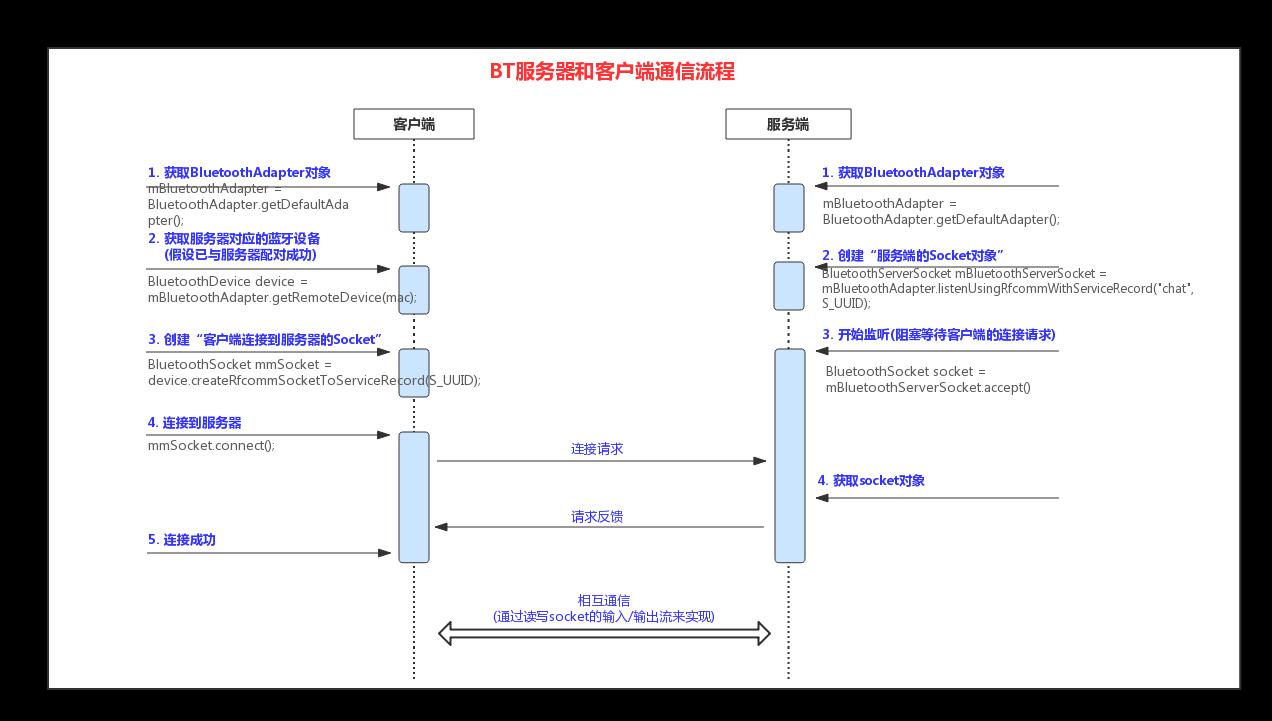 BT服务器和客户端通信流程
客户端
服务端
1. 获取BluetoothAdapter对象
mBluetoothAdapter =
BluetoothAdapter.getDefaultAda
pter();
2. 获取服务器对应的蓝牙设备
(假设已与服务器配对成功)
BluetoothDevice device =
mBluetoothAdapter.getRemoteDevice(mac);
3. 创建“客户端连接到服务器的Socket”
BluetoothSocket mmSocket =
device.createRfcommSocketToServiceRecord(S_UUID);
4. 连接到服务器
mmSocket.connect();
5. 连接成功
1. 获取BluetoothAdapter对象
mBluetoothAdapter =
BluetoothAdapter.getDefaultAdapter();
2. 创建“服务端的Socket对象”
BluetoothServerSocket mBluetoothServerSocket =
mBluetoothAdapter.listenUsingRfcommWithServiceRecord("chat",
S_UUID);
3. 开始监听(阻塞等待客户端的连接请求)
BluetoothSocket socket =
mBluetoothServerSocket.accept()
4. 获取socket对象
连接请求
请求反馈
相互通信
(通过读写socket的输入/输出流来实现)